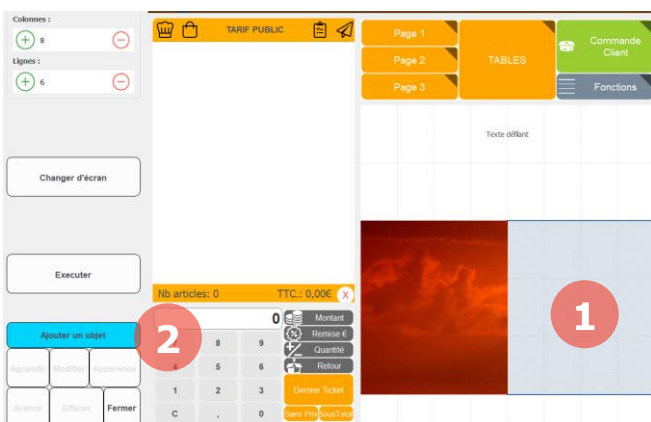 Colonnes :
8
Lignes :
6
Changer d'écran
Executer
Ajouter un objet
Agrandir Modifier Apparence
Avancé Effacer Fermer
TARIF PUBLIC
Nb articles: 0 TTC.: 0,00€ X
0
8 9
4 5 6
1 2 3
C , 0
Montant
Remise €
Quantité
Retour
Dernier Ticket
Sans Prix SousTotal
2
Page 1
Page 2
Page 3
TABLES
Commande
Client
Fonctions
Texte défilant
1